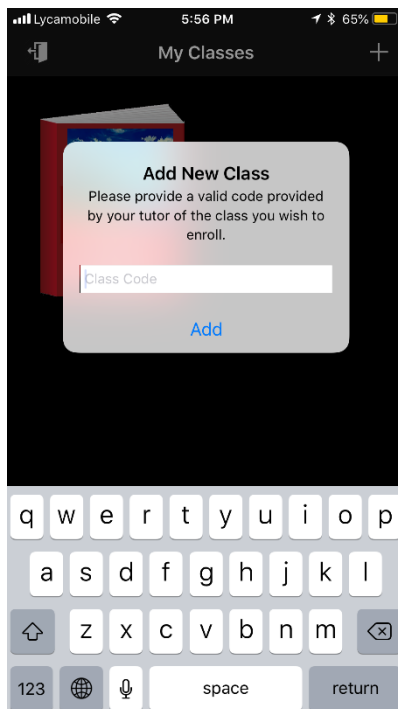 Lycamobile 5:56 PM 65%
My Classes
Add New Class
Please provide a valid code provided
by your tutor of the class you wish to
enroll.
Class Code
Add
q w e r t y u i o p
a s d f g h j k l
z x c v b n m
123 space return